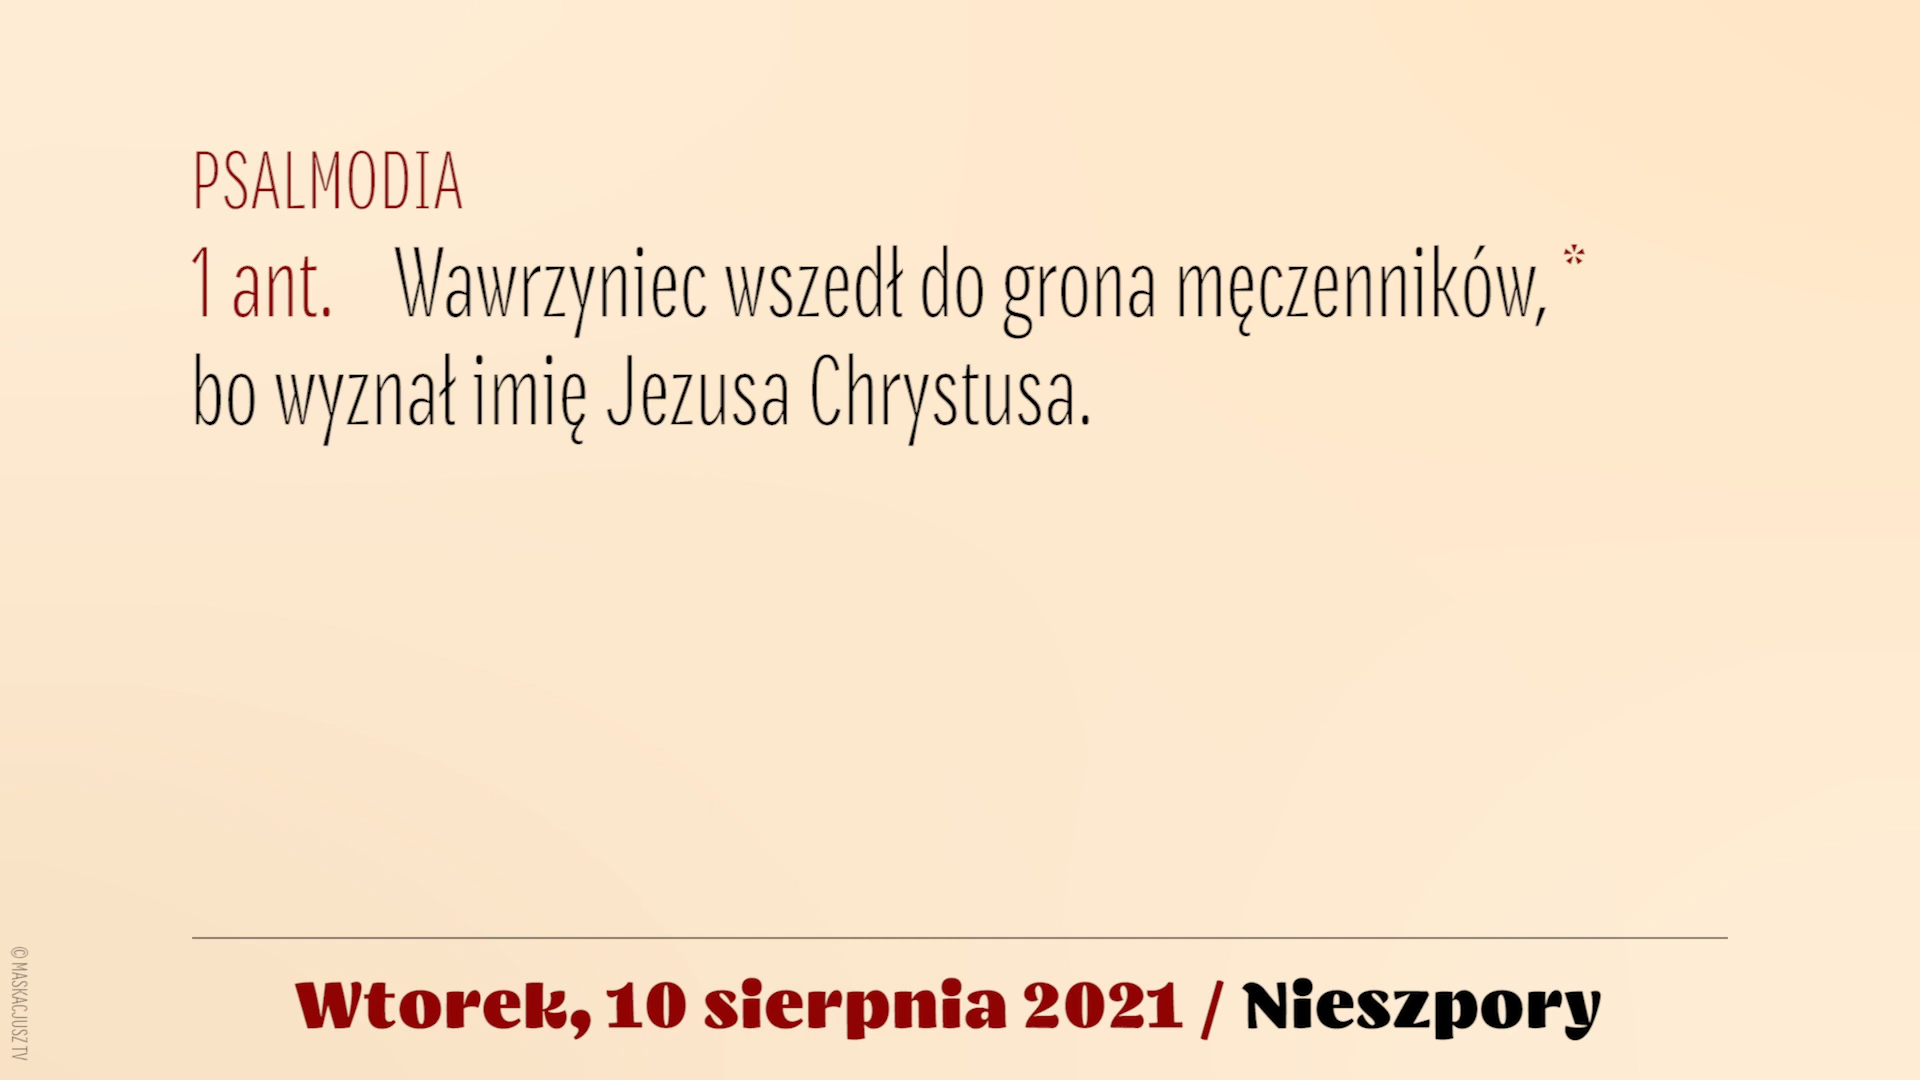 PSALMODIA
1 ant. Wawrzyniec wszedł do grona męczenników, *
bo wyznał imię Jezusa Chrystusa.
Wtorek, 10 sierpnia 2021 / Nieszpory
© MASKACJUSZ TV